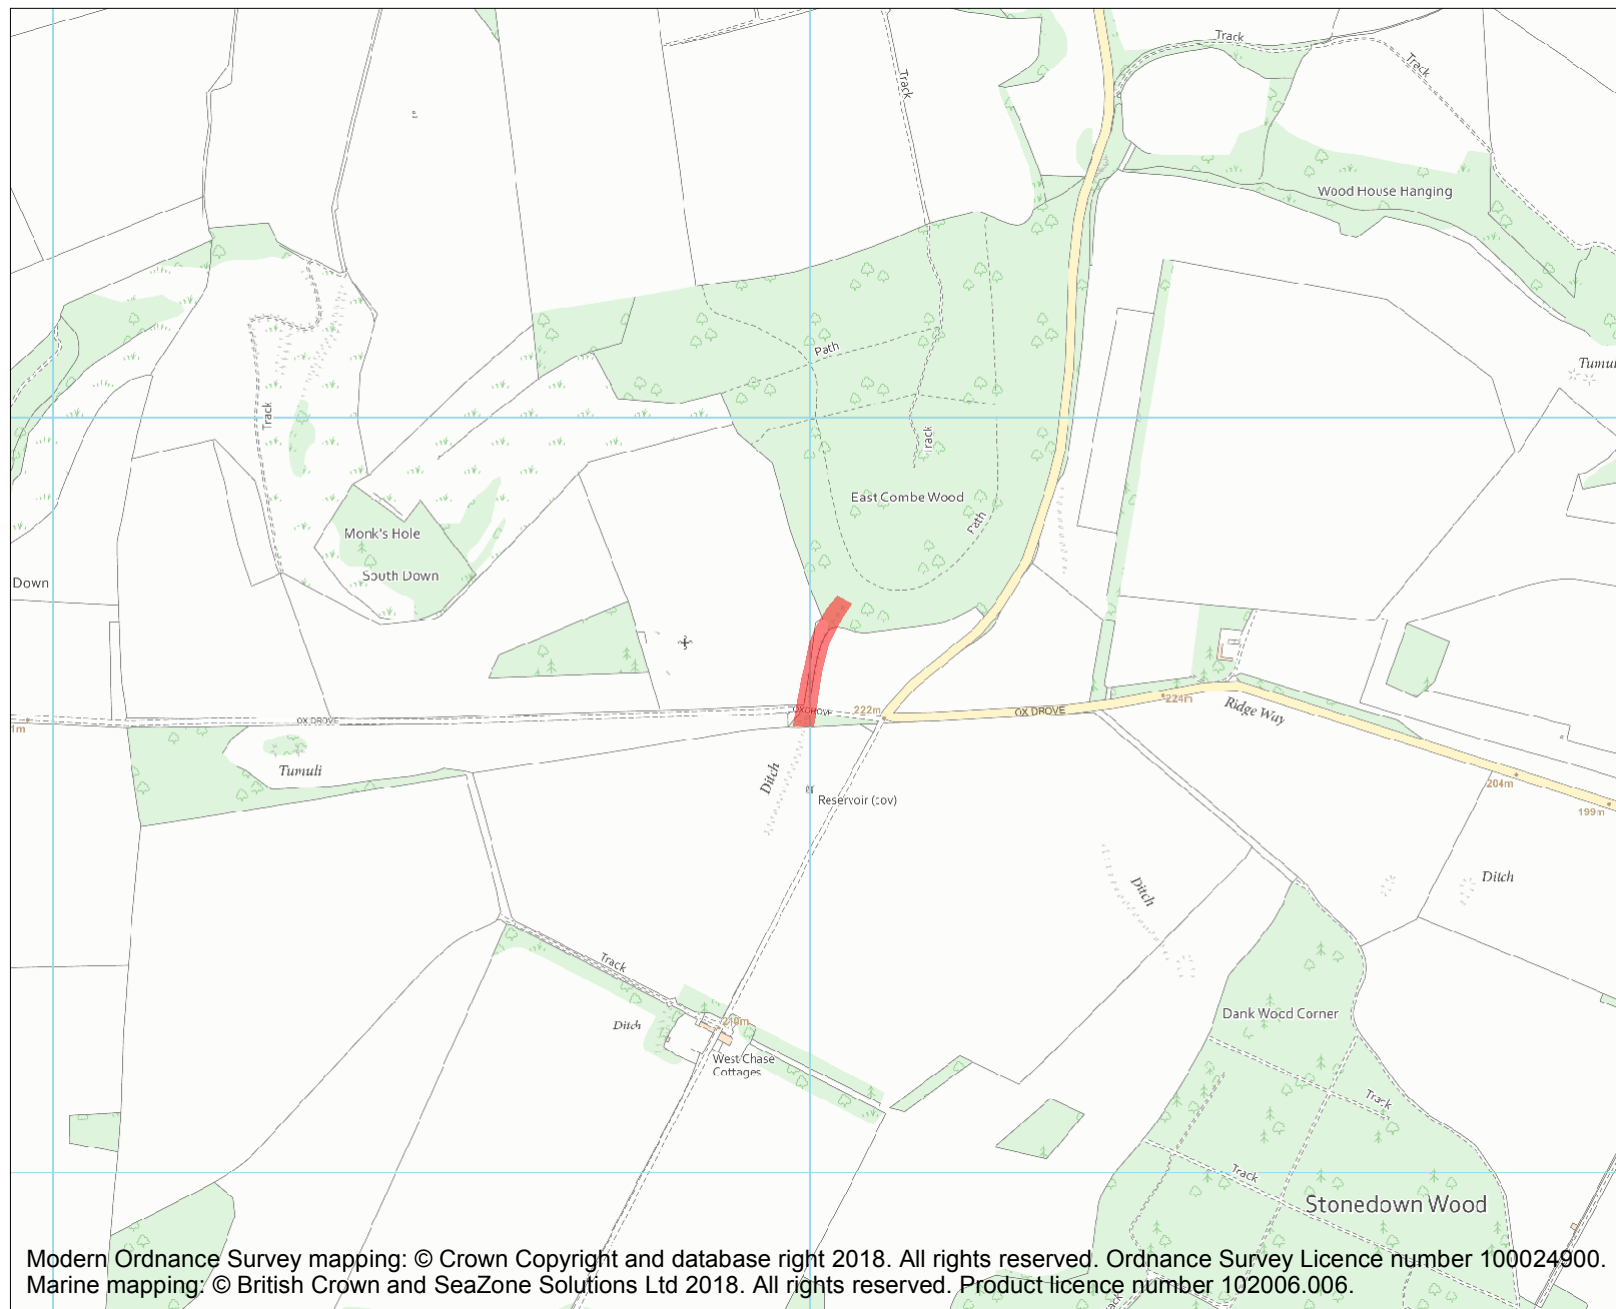 Track
Track
Track
Wood House Hanging
Path
Track
Track
East Combe Wood
Path
Monk's Hole
South Down
Down
OX DROVE
222m
OX DROVE
224m
Ridge Way
1m
Tumuli
Ditch
Reservoir (cov)
204m
199m
Ditch
Ditch
Track
Ditch
210m
West Chase
Cottages
Dank Wood Corner
Track
Track
Stonedown Wood
Modern Ordnance Survey mapping: © Crown Copyright and database right 2018. All rights reserved. Ordnance Survey Licence number 100024900.
Marine mapping: © British Crown and SeaZone Solutions Ltd 2018. All rights reserved. Product licence number 102006.006.
Track